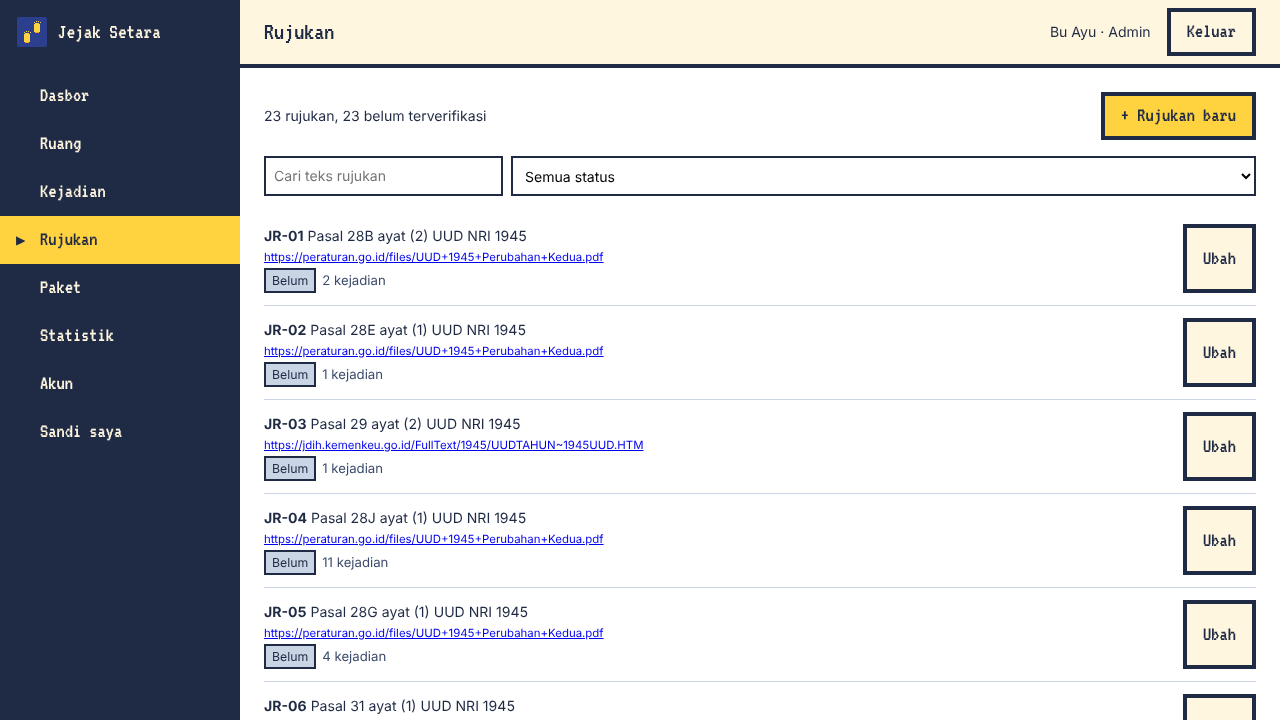 Jejak Setara
Dasbor
Ruang
Kejadian
▶ Rujukan
Paket
Statistik
Akun
Sandi saya
Rujukan
Bu Ayu · Admin
Keluar
23 rujukan, 23 belum terverifikasi
+ Rujukan baru
Cari teks rujukan
Semua status
JR-01 Pasal 28B ayat (2) UUD NRI 1945
https://peraturan.go.id/files/UUD+1945+Perubahan+Kedua.pdf
Belum 2 kejadian
Ubah
JR-02 Pasal 28E ayat (1) UUD NRI 1945
https://peraturan.go.id/files/UUD+1945+Perubahan+Kedua.pdf
Belum 1 kejadian
Ubah
JR-03 Pasal 29 ayat (2) UUD NRI 1945
https://jdih.kemenkeu.go.id/FullText/1945/UUDTAHUN~1945UUD.HTM
Belum 1 kejadian
Ubah
JR-04 Pasal 28J ayat (1) UUD NRI 1945
https://peraturan.go.id/files/UUD+1945+Perubahan+Kedua.pdf
Belum 11 kejadian
Ubah
JR-05 Pasal 28G ayat (1) UUD NRI 1945
https://peraturan.go.id/files/UUD+1945+Perubahan+Kedua.pdf
Belum 4 kejadian
Ubah
JR-06 Pasal 31 ayat (1) UUD NRI 1945